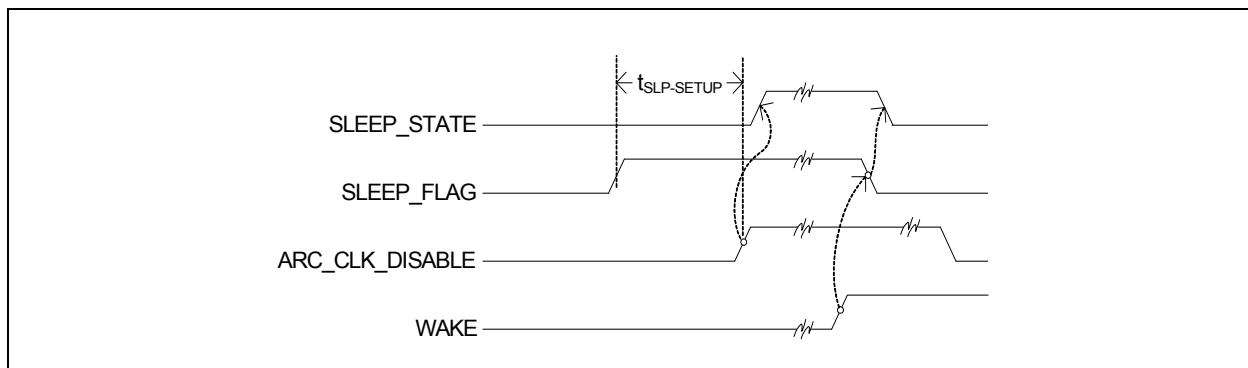 tSLP-SETUP
SLEEP_STATE
SLEEP_FLAG
ARC_CLK_DISABLE
WAKE